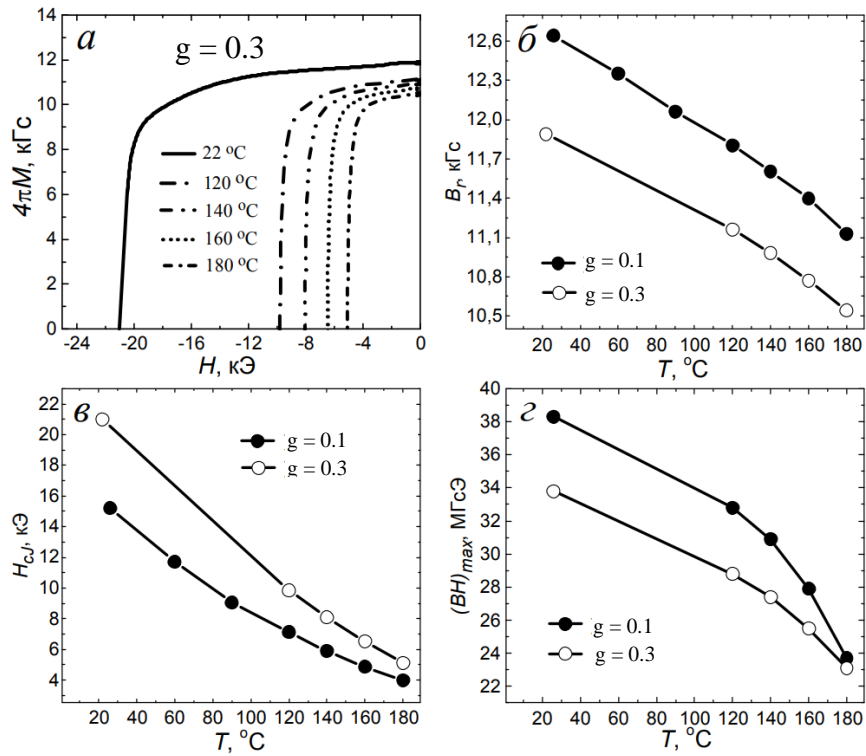 а
g = 0.3
14
12
10
8
6
4
2
0
4πM, кГс
22 °C
120 °C
140 °C
160 °C
180 °C
-24
-20
-16
-12
-8
-4
0
H, кЭ
б
12,6
12,3
12,0
11,7
11,4
11,1
10,8
10,5
B_r, кГс
g = 0.1
g = 0.3
20
40
60
80
100
120
140
160
180
T, °C
в
22
20
18
16
14
12
10
8
6
4
H_cJ, кЭ
g = 0.1
g = 0.3
20
40
60
80
100
120
140
160
180
T, °C
г
40
38
36
34
32
30
28
26
24
22
(BH)_max, МГсЭ
g = 0.1
g = 0.3
20
40
60
80
100
120
140
160
180
T, °C